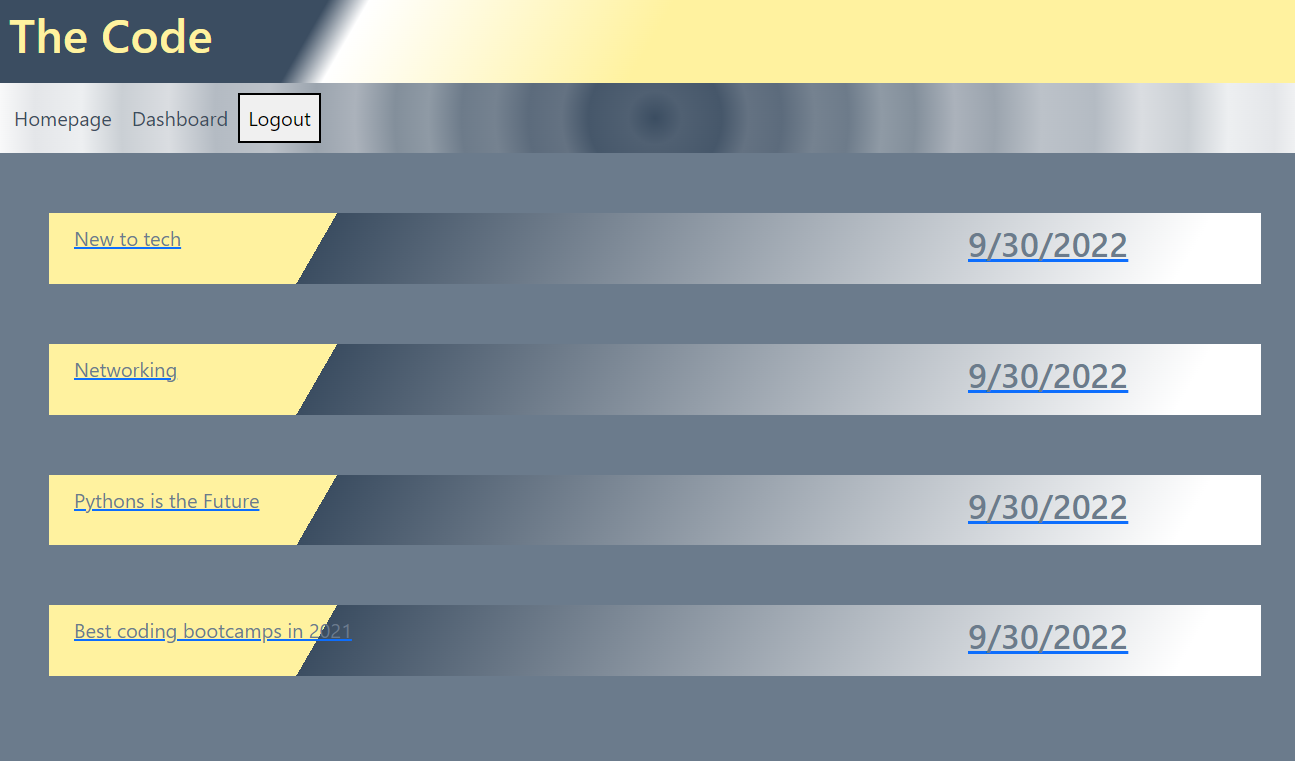 The Code
Homepage Dashboard Logout
New to tech 9/30/2022
Networking 9/30/2022
Pythons is the Future 9/30/2022
Best coding bootcamps in 2021 9/30/2022